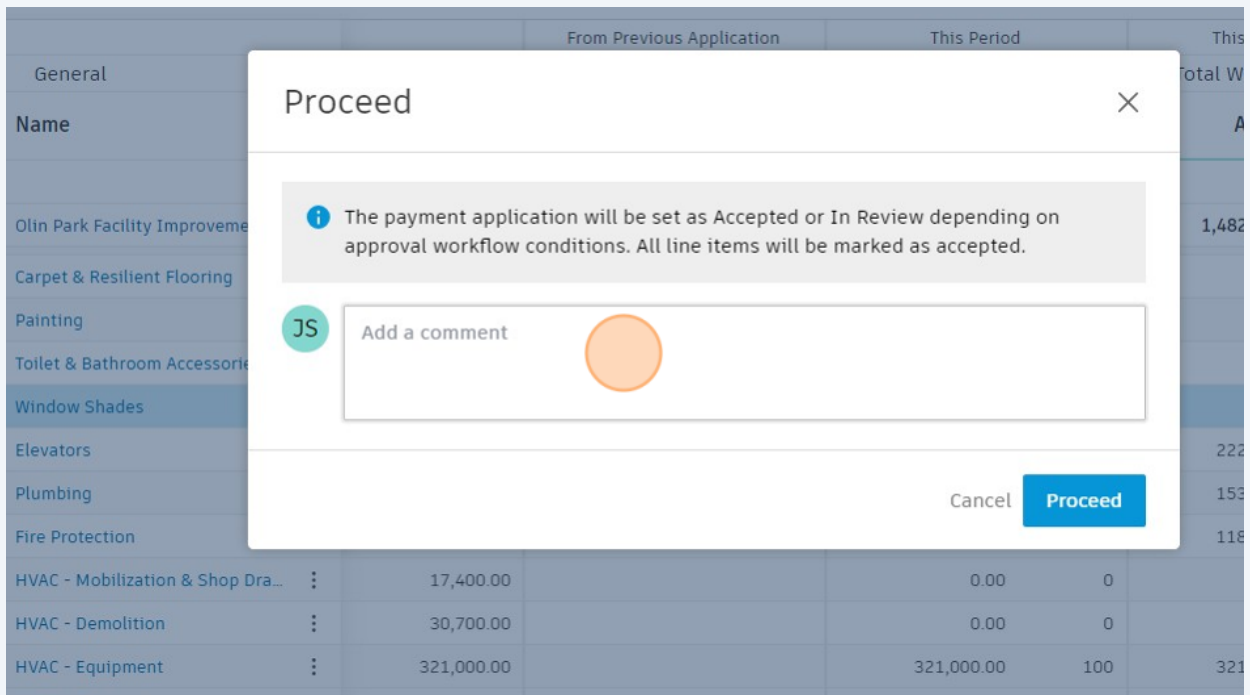 From Previous Application This Period This
General Total W
Name A
Proceed
The payment application will be set as Accepted or In Review depending on
approval workflow conditions. All line items will be marked as accepted.
Olin Park Facility Improveme 1,482
Carpet & Resilient Flooring
Painting
JS Add a comment
Toilet & Bathroom Accessorie
Window Shades
Elevators 222
Plumbing 153
Cancel Proceed
Fire Protection 118
HVAC - Mobilization & Shop Dra... 17,400.00 0.00 0
HVAC - Demolition 30,700.00 0.00 0
HVAC - Equipment 321,000.00 321,000.00 100 321